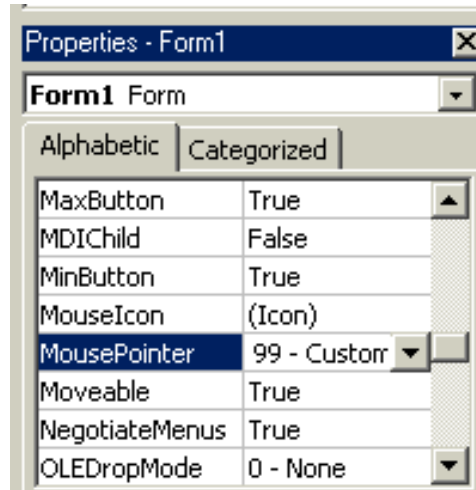 Properties - Form1
Form1 Form
Alphabetic Categorized
MaxButton True
MDIChild False
MinButton True
MouseIcon (Icon)
MousePointer 99 - Custom
Moveable True
NegotiateMenus True
OLEDropMode 0 - None